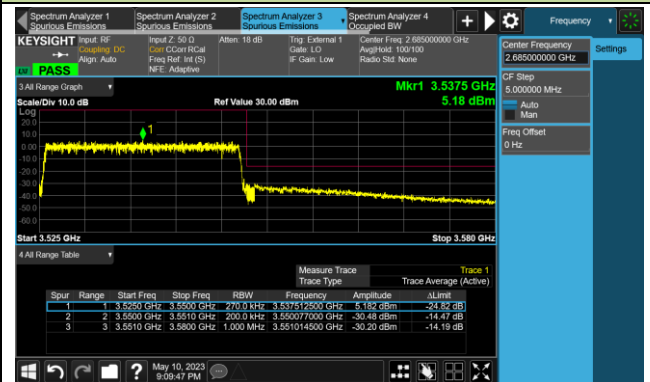 Spectrum Analyzer 1
Spurious Emissions
Spectrum Analyzer 2
Spurious Emissions
Spectrum Analyzer 3
Spurious Emissions
Spectrum Analyzer 4
Occupied BW
Frequency
KEYSIGHT
Input: RF
Coupling: DC
Align: Auto
Input Z: 50 Ω
Corr CCorr RCal
Freq Ref: Int (S)
NFE: Adaptive
Atten: 18 dB
Trig: External 1
Gate: LO
IF Gain: Low
Center Freq: 2.685000000 GHz
Avg|Hold: 100/100
Radio Std: None
PASS
3 All Range Graph
Scale/Div 10.0 dB
Ref Value 30.00 dBm
Mkr1 3.5375 GHz
5.18 dBm
Log
20.0
10.0
0.00
-10.0
-20.0
-30.0
-40.0
-50.0
-60.0
1
Start 3.525 GHz
Stop 3.580 GHz
4 All Range Table
Measure Trace Trace 1
Trace Type Trace Average (Active)
Spur Range Start Freq Stop Freq RBW Frequency Amplitude ΔLimit
1 1 3.5250 GHz 3.5500 GHz 270.0 kHz 3.537512500 GHz 5.182 dBm -24.82 dB
2 2 3.5500 GHz 3.5510 GHz 200.0 kHz 3.550077000 GHz -30.48 dBm -14.47 dB
3 3 3.5510 GHz 3.5800 GHz 1.000 MHz 3.551014500 GHz -30.20 dBm -14.19 dB
May 10, 2023
9:09:47 PM
Center Frequency
2.685000000 GHz
CF Step
5.000000 MHz
Auto
Man
Freq Offset
0 Hz
Settings